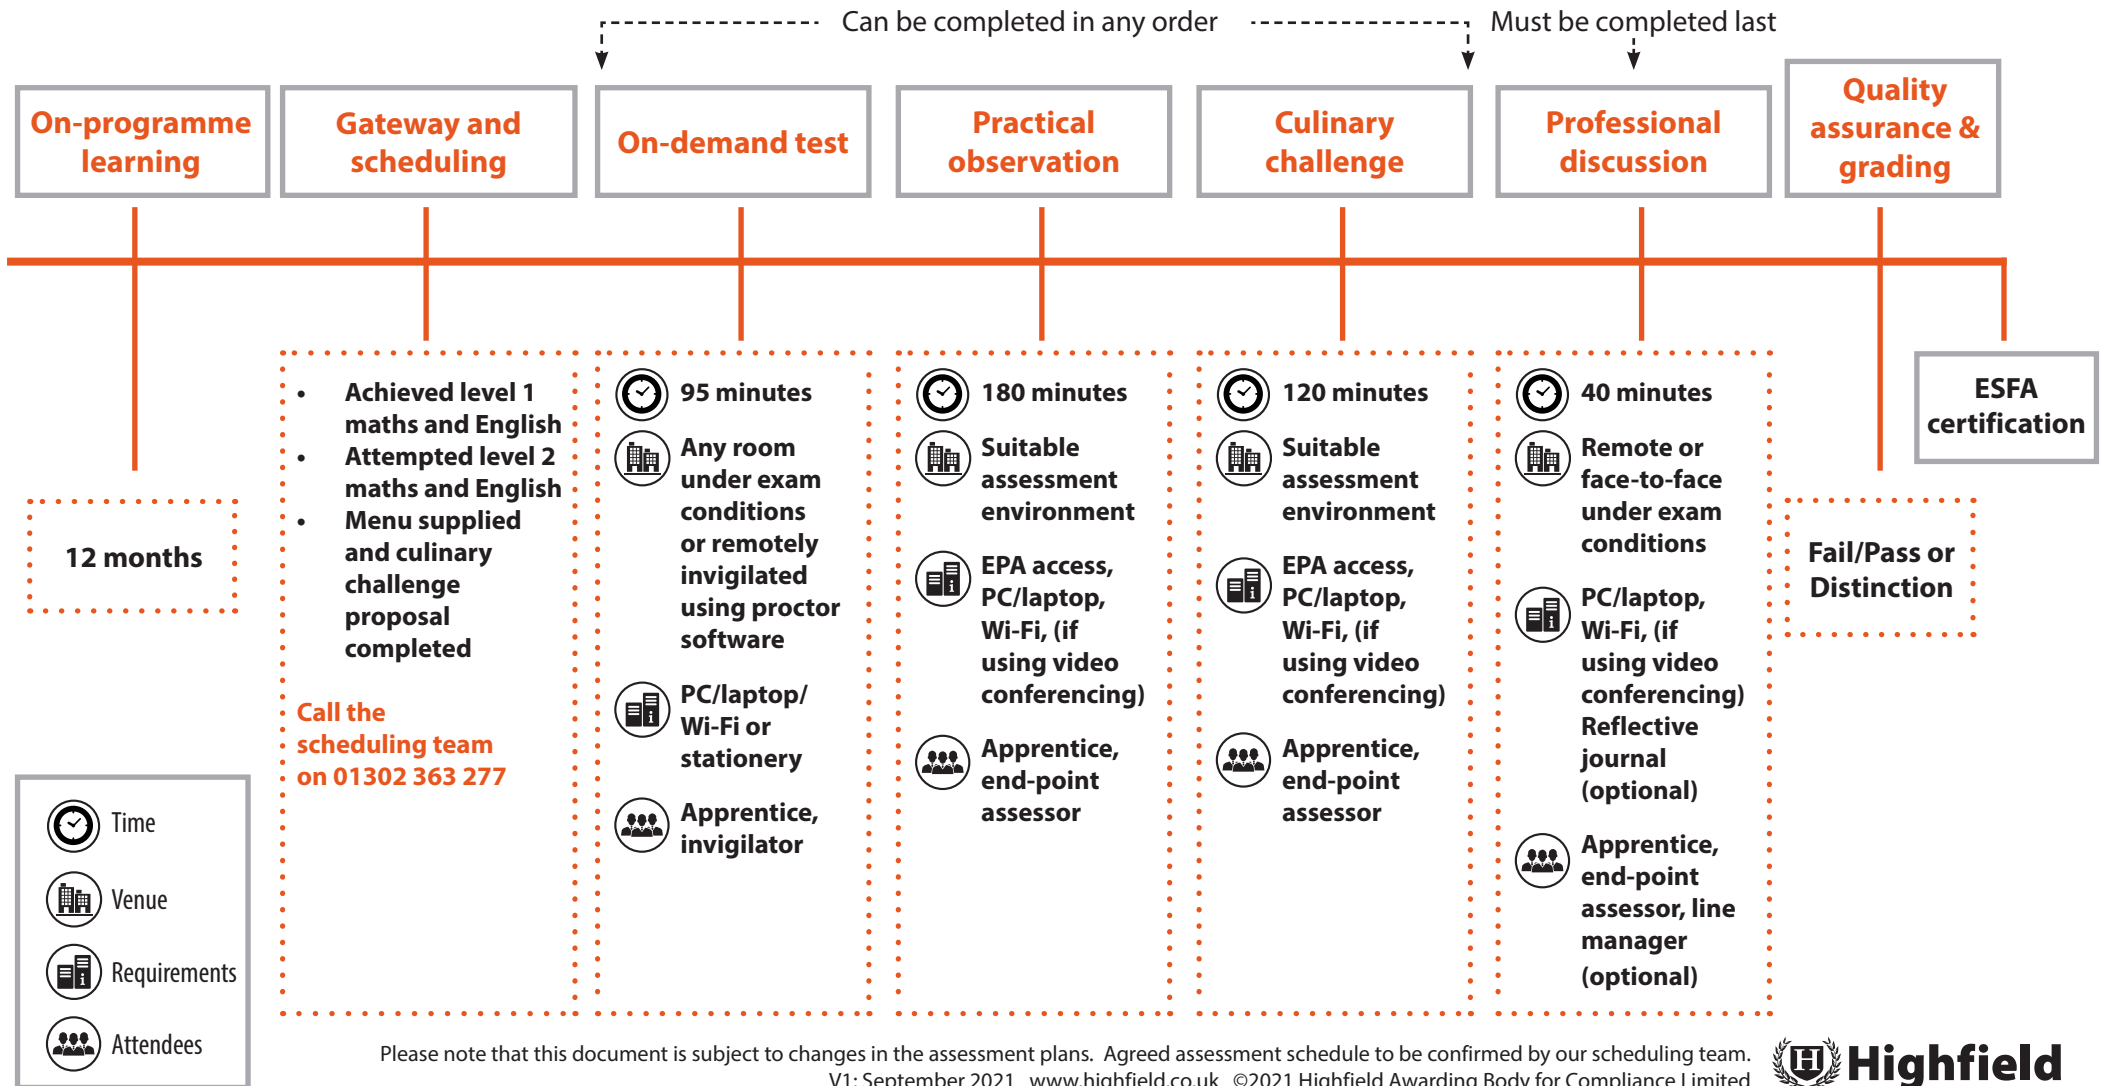 Can be completed in any order
Must be completed last
On-programme
learning
Gateway and
scheduling
On-demand test
Practical
observation
Culinary
challenge
Professional
discussion
Quality
assurance &
grading
12 months
• Achieved level 1
maths and English
• Attempted level 2
maths and English
• Menu supplied
and culinary
challenge
proposal
completed
Call the
scheduling team
on 01302 363 277
95 minutes
Any room
under exam
conditions
or remotely
invigilated
using proctor
software
PC/laptop/
Wi-Fi or
stationery
Apprentice,
invigilator
180 minutes
Suitable
assessment
environment
EPA access,
PC/laptop,
Wi-Fi, (if
using video
conferencing)
Apprentice,
end-point
assessor
120 minutes
Suitable
assessment
environment
EPA access,
PC/laptop,
Wi-Fi, (if
using video
conferencing)
Apprentice,
end-point
assessor
40 minutes
Remote or
face-to-face
under exam
conditions
PC/laptop,
Wi-Fi, (if
using video
conferencing)
Reflective
journal
(optional)
Apprentice,
end-point
assessor, line
manager
(optional)
Fail/Pass or
Distinction
ESFA
certification
Time
Venue
Requirements
Attendees
Please note that this document is subject to changes in the assessment plans. Agreed assessment schedule to be confirmed by our scheduling team.
V1: September 2021 www.highfield.co.uk ©2021 Highfield Awarding Body for Compliance Limited
H Highfield